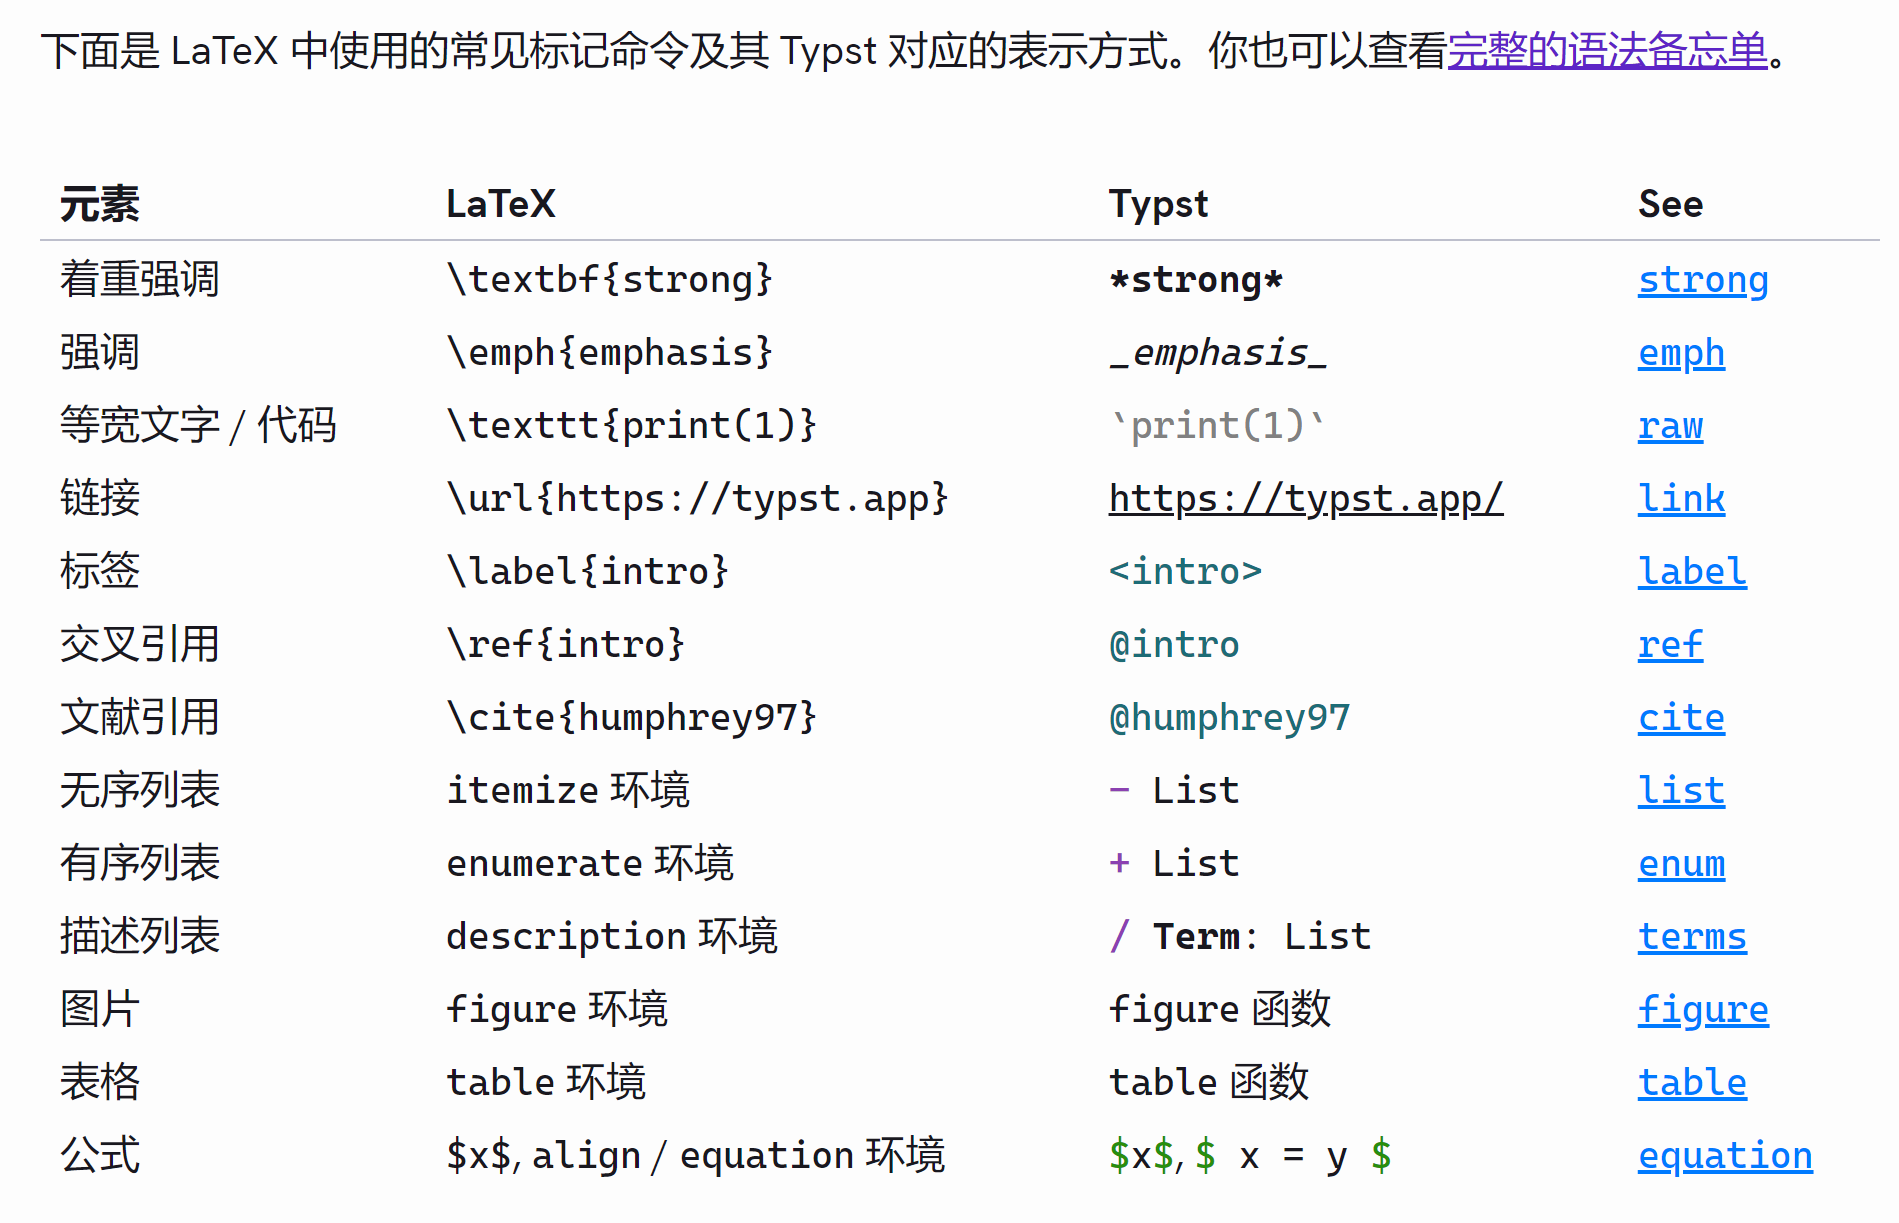 下面是 LaTeX 中使用的常见标记命令及其 Typst 对应的表示方式。你也可以查看完整的语法备忘单。
元素 LaTeX Typst See
着重强调 \textbf{strong} *strong* strong
强调 \emph{emphasis} _emphasis_ emph
等宽文字 / 代码 \texttt{print(1)} `print(1)` raw
链接 \url{https://typst.app} https://typst.app/ link
标签 \label{intro} <intro> label
交叉引用 \ref{intro} @intro ref
文献引用 \cite{humphrey97} @humphrey97 cite
无序列表 itemize 环境 - List list
有序列表 enumerate 环境 + List enum
描述列表 description 环境 / Term: List terms
图片 figure 环境 figure 函数 figure
表格 table 环境 table 函数 table
公式 $x$, align / equation 环境 $x$, $ x = y $ equation